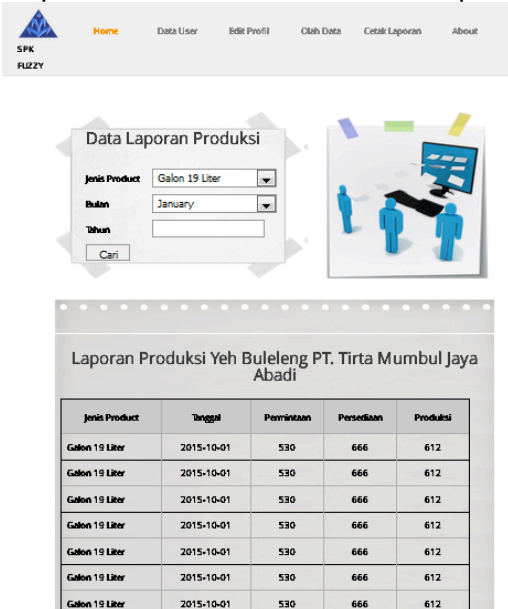 Home Data User Edit Profil Olah Data Cetak Laporan About
SPK
FUZZY
Data Laporan Produksi
Jenis Product Galon 19 Liter
Bulan January
Tahun
Cari
Laporan Produksi Yeh Buleleng PT. Tirta Mumbul Jaya
Abadi
Jenis Product Tanggal Permintaan Persediaan Produksi
Galon 19 Liter 2015-10-01 530 666 612
Galon 19 Liter 2015-10-01 530 666 612
Galon 19 Liter 2015-10-01 530 666 612
Galon 19 Liter 2015-10-01 530 666 612
Galon 19 Liter 2015-10-01 530 666 612
Galon 19 Liter 2015-10-01 530 666 612
Galon 19 Liter 2015-10-01 530 666 612